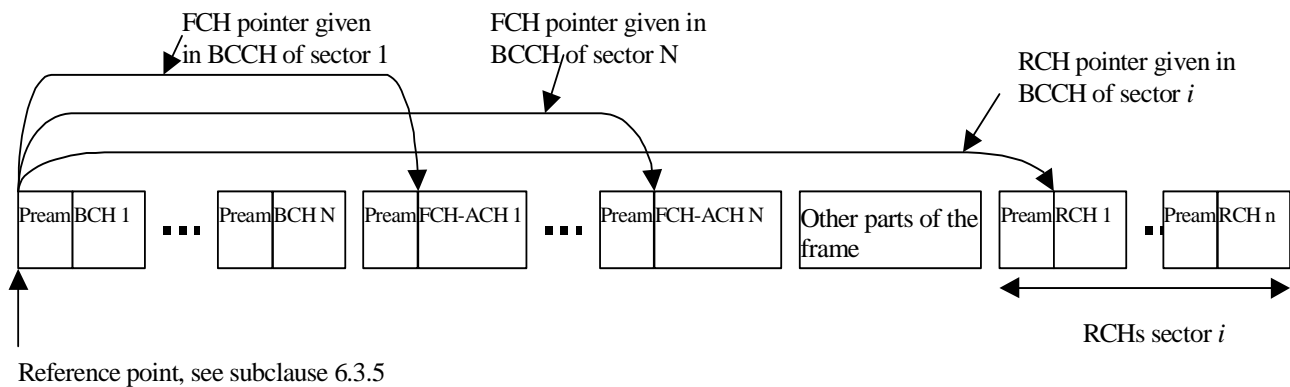 FCH pointer given
in BCCH of sector 1
FCH pointer given in
BCCH of sector N
RCH pointer given in
BCCH of sector i
Pream BCH 1
Pream BCH N
Pream FCH-ACH 1
Pream FCH-ACH N
Other parts of the
frame
Pream RCH 1
Pream RCH n
RCHs sector i
Reference point, see subclause 6.3.5